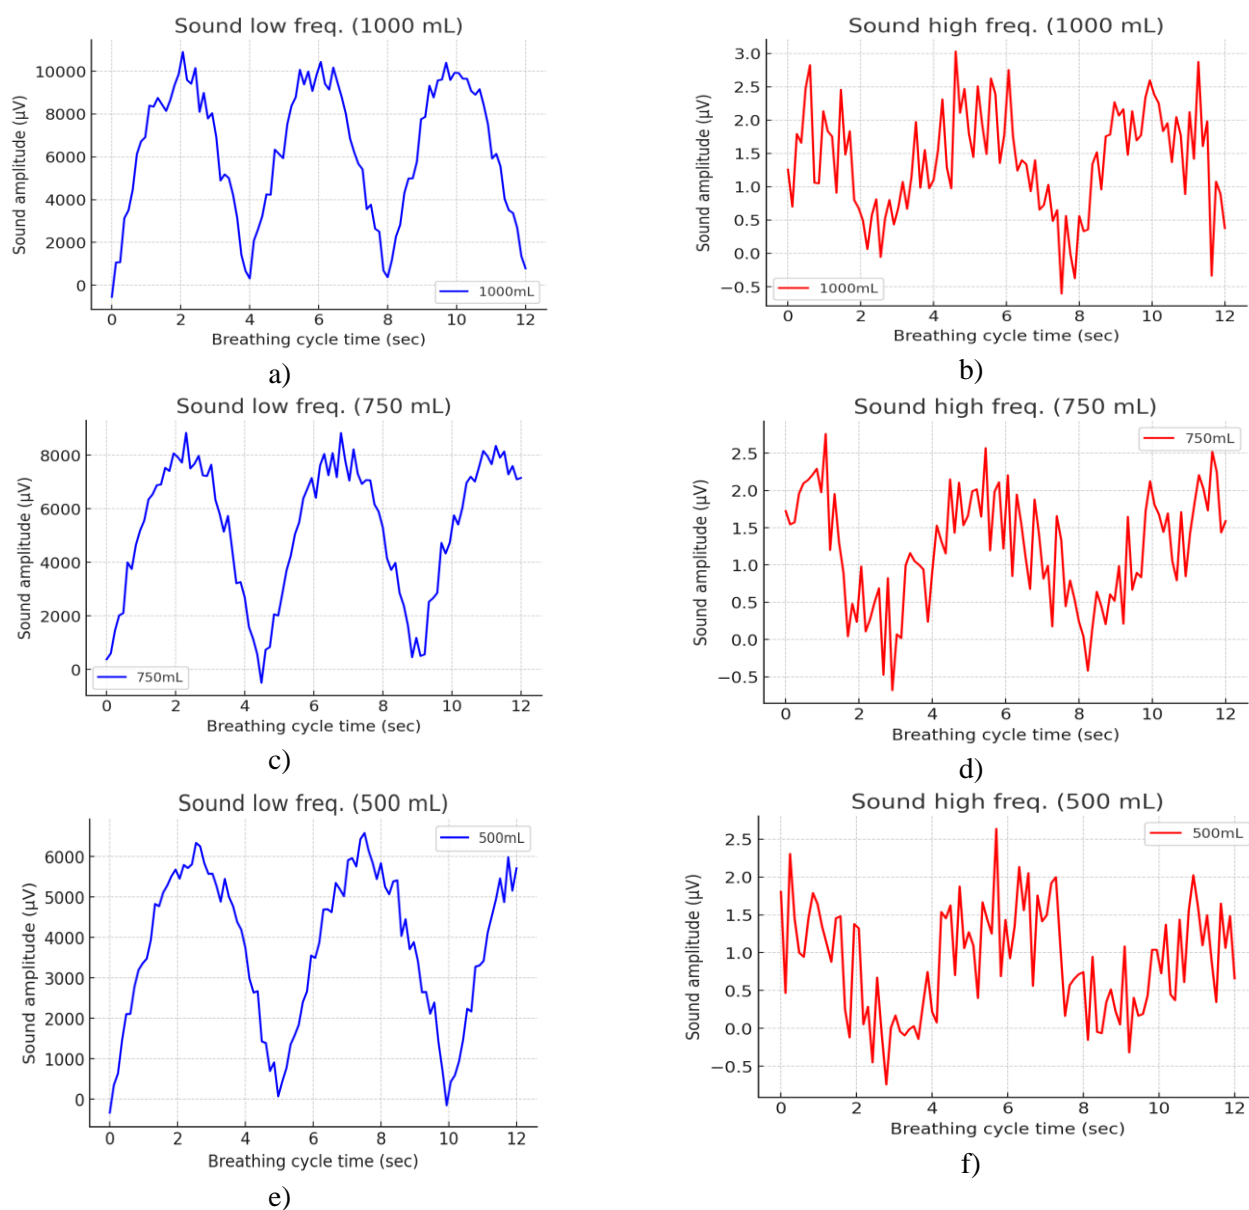 Sound low freq. (1000 mL)
Sound amplitude (µV)
10000
8000
6000
4000
2000
0
1000mL
0 2 4 6 8 10 12
Breathing cycle time (sec)
a)
Sound high freq. (1000 mL)
Sound amplitude (µV)
3.0
2.5
2.0
1.5
1.0
0.5
0.0
−0.5
1000mL
0 2 4 6 8 10 12
Breathing cycle time (sec)
b)
Sound low freq. (750 mL)
Sound amplitude (µV)
8000
6000
4000
2000
0
750mL
0 2 4 6 8 10 12
Breathing cycle time (sec)
c)
Sound high freq. (750 mL)
750mL
Sound amplitude (µV)
2.5
2.0
1.5
1.0
0.5
0.0
−0.5
0 2 4 6 8 10 12
Breathing cycle time (sec)
d)
Sound low freq. (500 mL)
500mL
Sound amplitude (µV)
6000
5000
4000
3000
2000
1000
0
0 2 4 6 8 10 12
Breathing cycle time (sec)
e)
Sound high freq. (500 mL)
500mL
Sound amplitude (µV)
2.5
2.0
1.5
1.0
0.5
0.0
−0.5
0 2 4 6 8 10 12
Breathing cycle time (sec)
f)